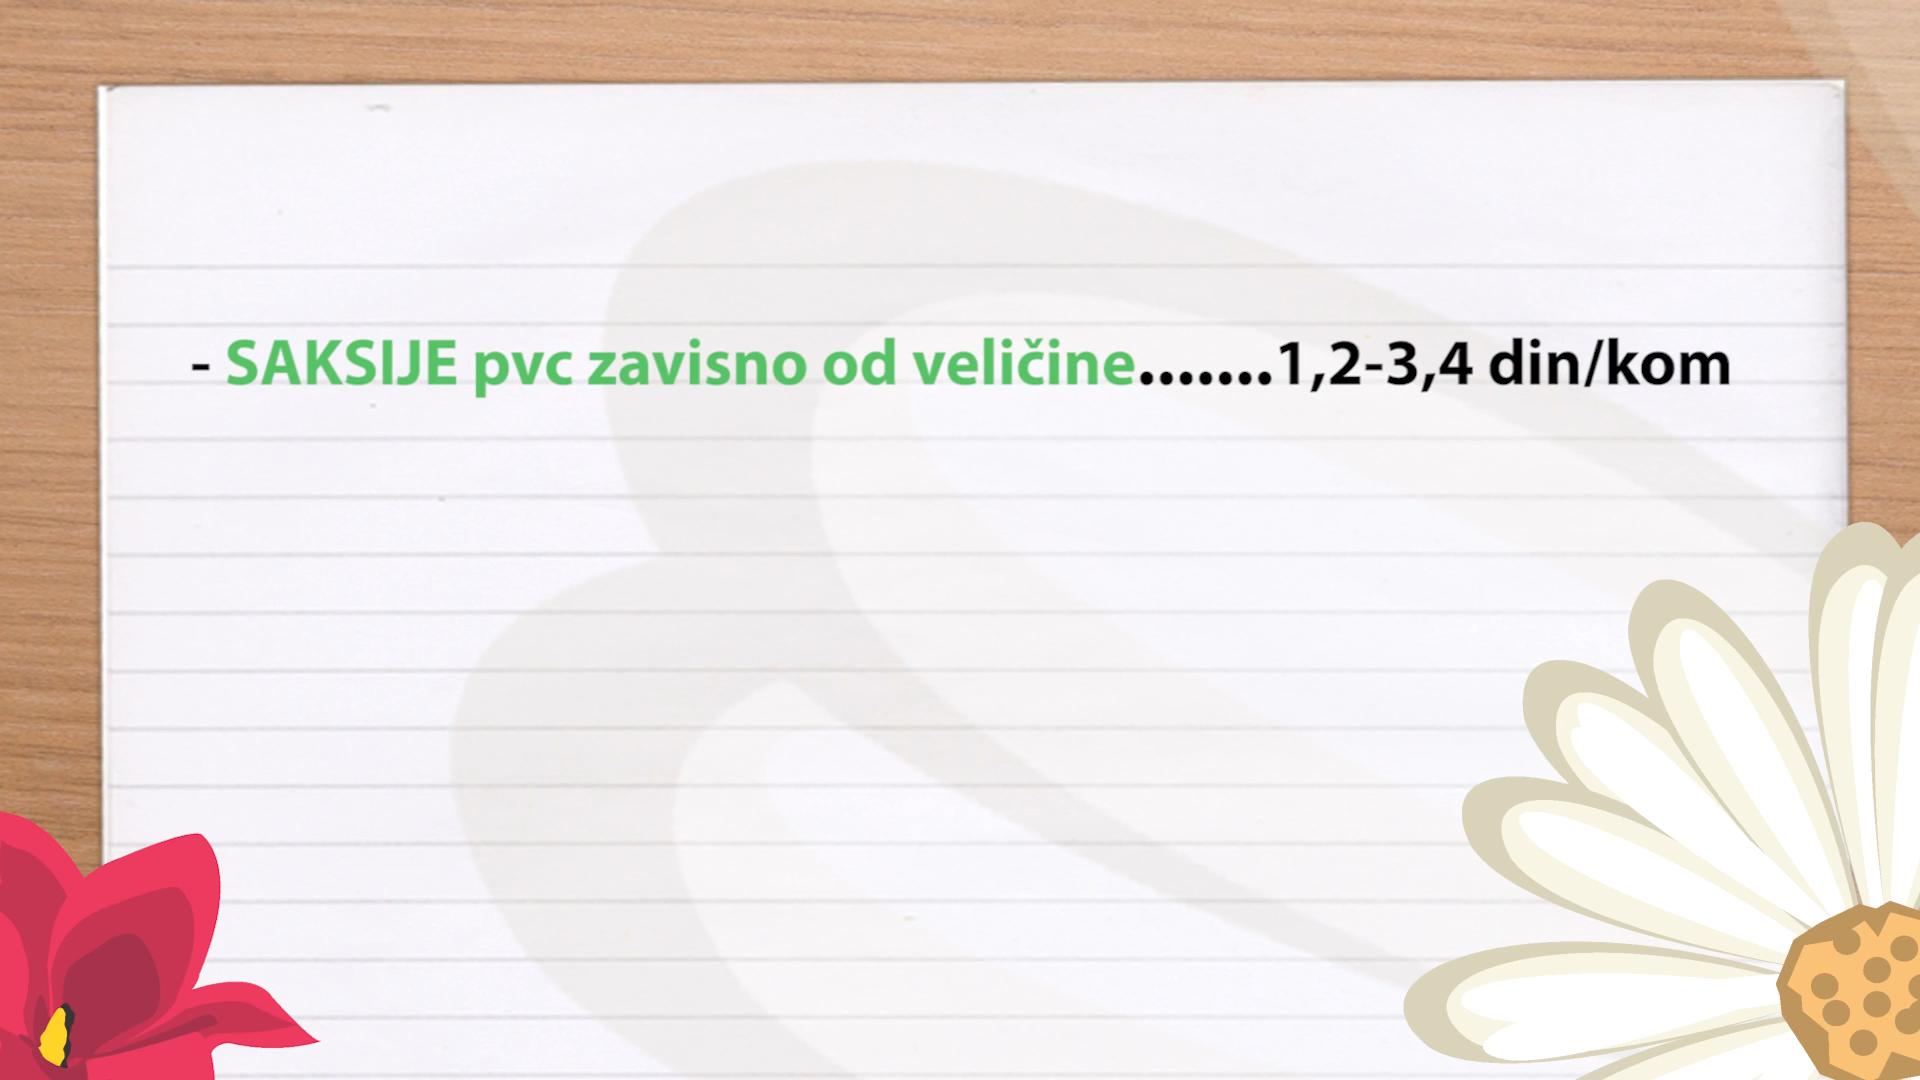 - SAKSIJE pvc zavisno od veličine.......1,2-3,4 din/kom